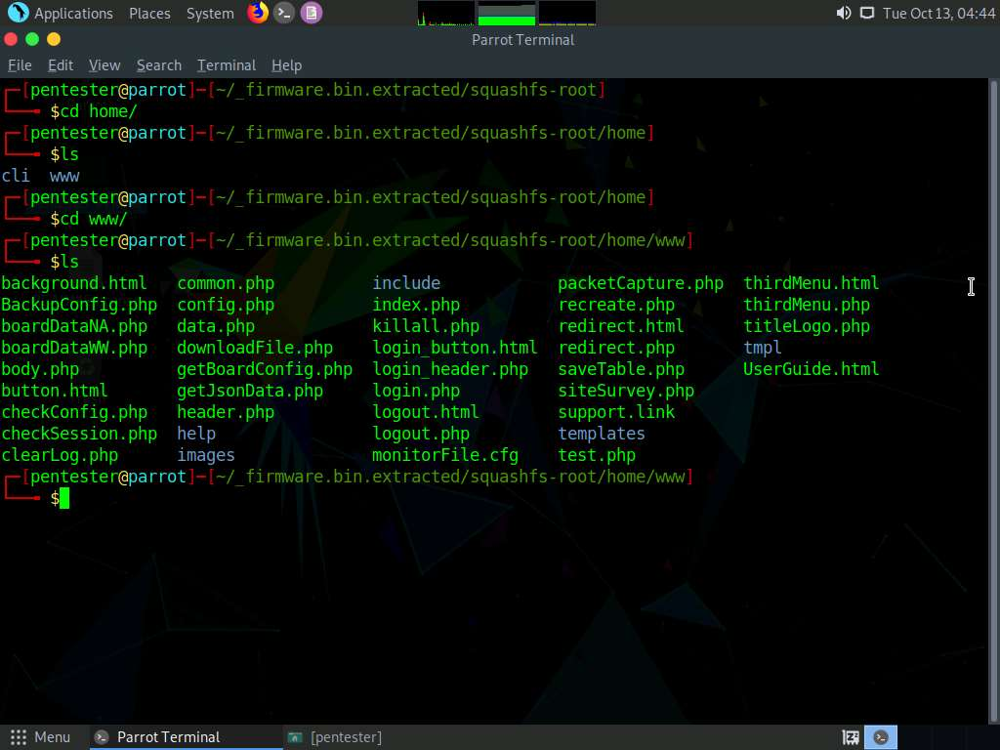 Applications Places System Tue Oct 13, 04:44
Parrot Terminal
File Edit View Search Terminal Help
┌─[pentester@parrot]─[~/_firmware.bin.extracted/squashfs-root]
└──╼ $cd home/
┌─[pentester@parrot]─[~/_firmware.bin.extracted/squashfs-root/home]
└──╼ $ls
cli www
┌─[pentester@parrot]─[~/_firmware.bin.extracted/squashfs-root/home]
└──╼ $cd www/
┌─[pentester@parrot]─[~/_firmware.bin.extracted/squashfs-root/home/www]
└──╼ $ls
background.html common.php include packetCapture.php thirdMenu.html
BackupConfig.php config.php index.php recreate.php thirdMenu.php
boardDataNA.php data.php killall.php redirect.html titleLogo.php
boardDataWW.php downloadFile.php login_button.html redirect.php tmpl
body.php getBoardConfig.php login_header.php saveTable.php UserGuide.html
button.html getJsonData.php login.php siteSurvey.php
checkConfig.php header.php logout.html support.link
checkSession.php help logout.php templates
clearLog.php images monitorFile.cfg test.php
┌─[pentester@parrot]─[~/_firmware.bin.extracted/squashfs-root/home/www]
└──╼ $
Menu Parrot Terminal [pentester]